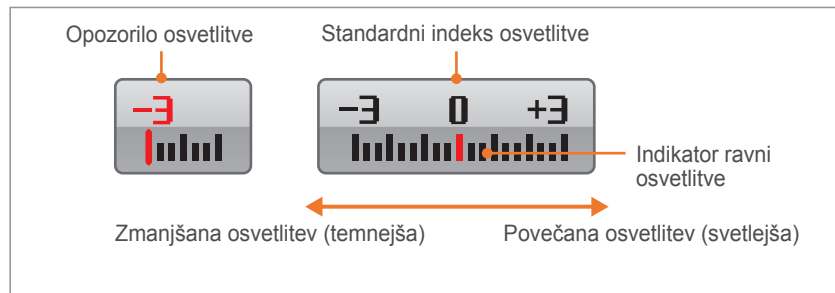 Opozorilo osvetlitve
Standardni indeks osvetlitve
-3
-3 0 +3
Indikator ravni
osvetlitve
Zmanjšana osvetlitev (temnejša)
Povečana osvetlitev (svetlejša)